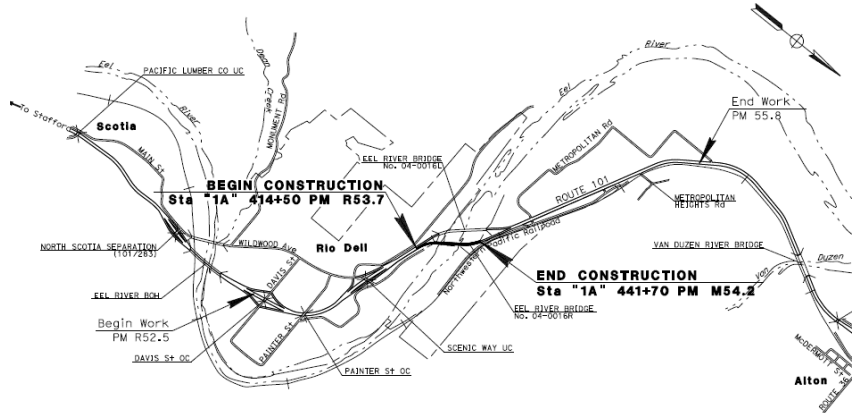 Eel
River
Dean
Creek
MONUMENT Rd
PACIFIC LUMBER CO UC
To Stafford
Scotia
MAIN St
River
Eel
End Work
PM 55.8
METROPOLITAN Rd
EEL RIVER BRIDGE
No. 04-0016L
BEGIN CONSTRUCTION
Sta "1A" 414+50 PM R53.7
ROUTE 101
METROPOLITAN
HEIGHTS Rd
NORTH SCOTIA SEPARATION
(101/283)
WILDWOOD AVE
Rio Dell
Northwestern Pacific Railroad
VAN DUZEN RIVER BRIDGE
Van Duzen
DAVIS St
END CONSTRUCTION
Sta "1A" 441+70 PM M54.2
EEL RIVER BOH
EEL RIVER BRIDGE
No. 04-0016R
Begin Work
PM R52.5
PAINTER St
SCENIC WAY UC
DAVIS St OC
PAINTER St OC
McDERMOTT St
Alton
ROUTE 36